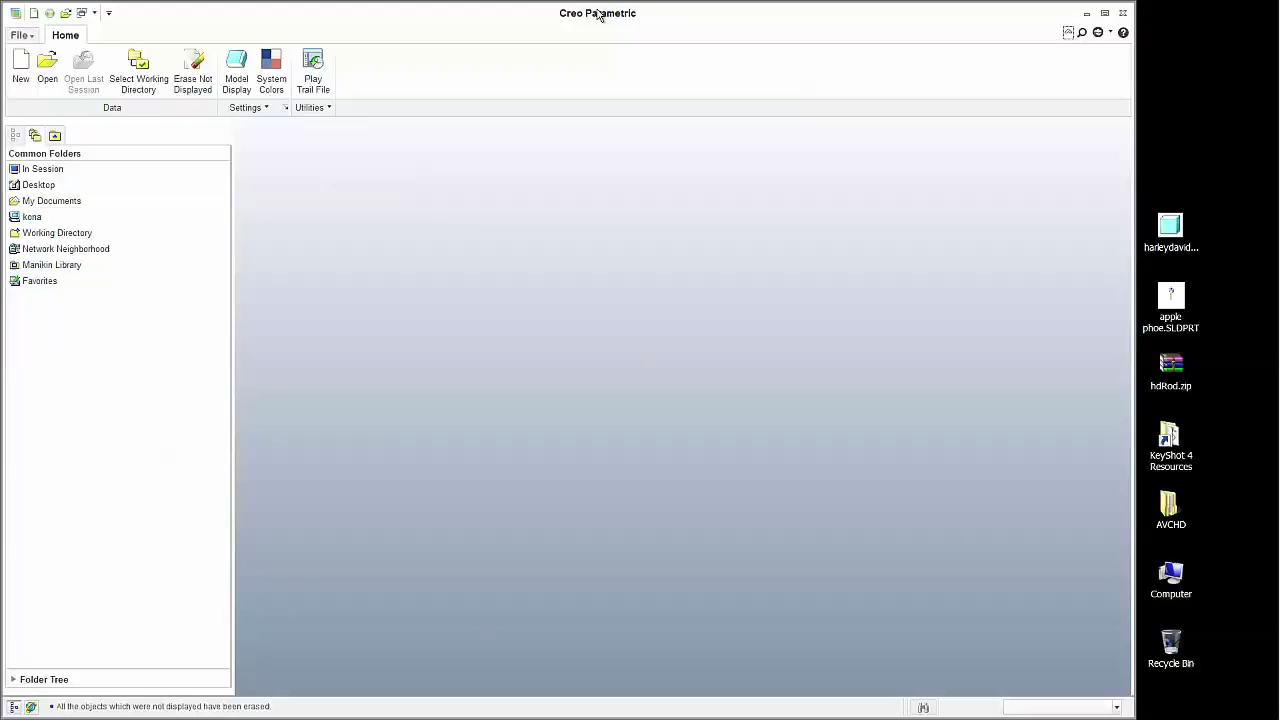 Creo Parametric
File
Home
New
Open
Open Last
Session
Select Working
Directory
Erase Not
Displayed
Model
Display
System
Colors
Play
Trail File
Data
Settings
Utilities
Common Folders
In Session
Desktop
My Documents
kona
Working Directory
Network Neighborhood
Manikin Library
Favorites
Folder Tree
All the objects which were not displayed have been erased.
harleydavid...
apple
phoe.SLDPRT
hdRod.zip
KeyShot 4
Resources
AVCHD
Computer
Recycle Bin